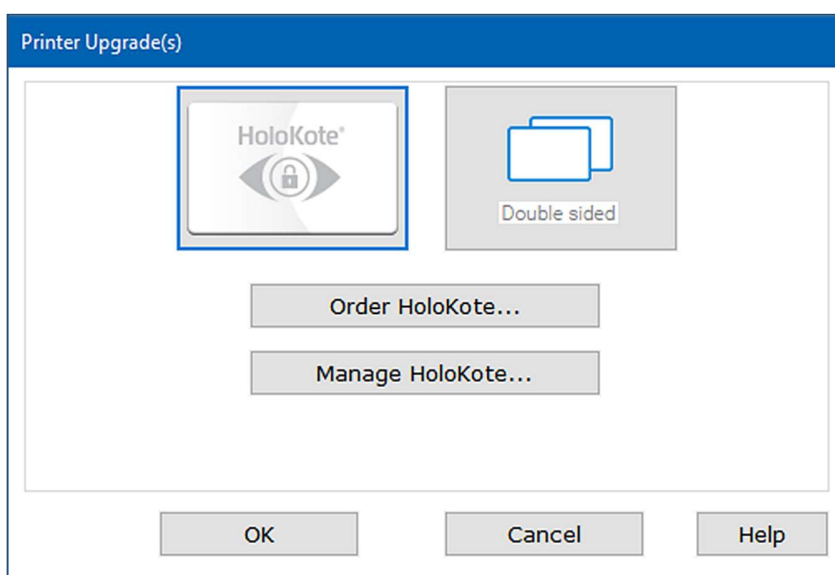 Printer Upgrade(s)
HoloKote®
Double sided
Order HoloKote...
Manage HoloKote...
OK
Cancel
Help